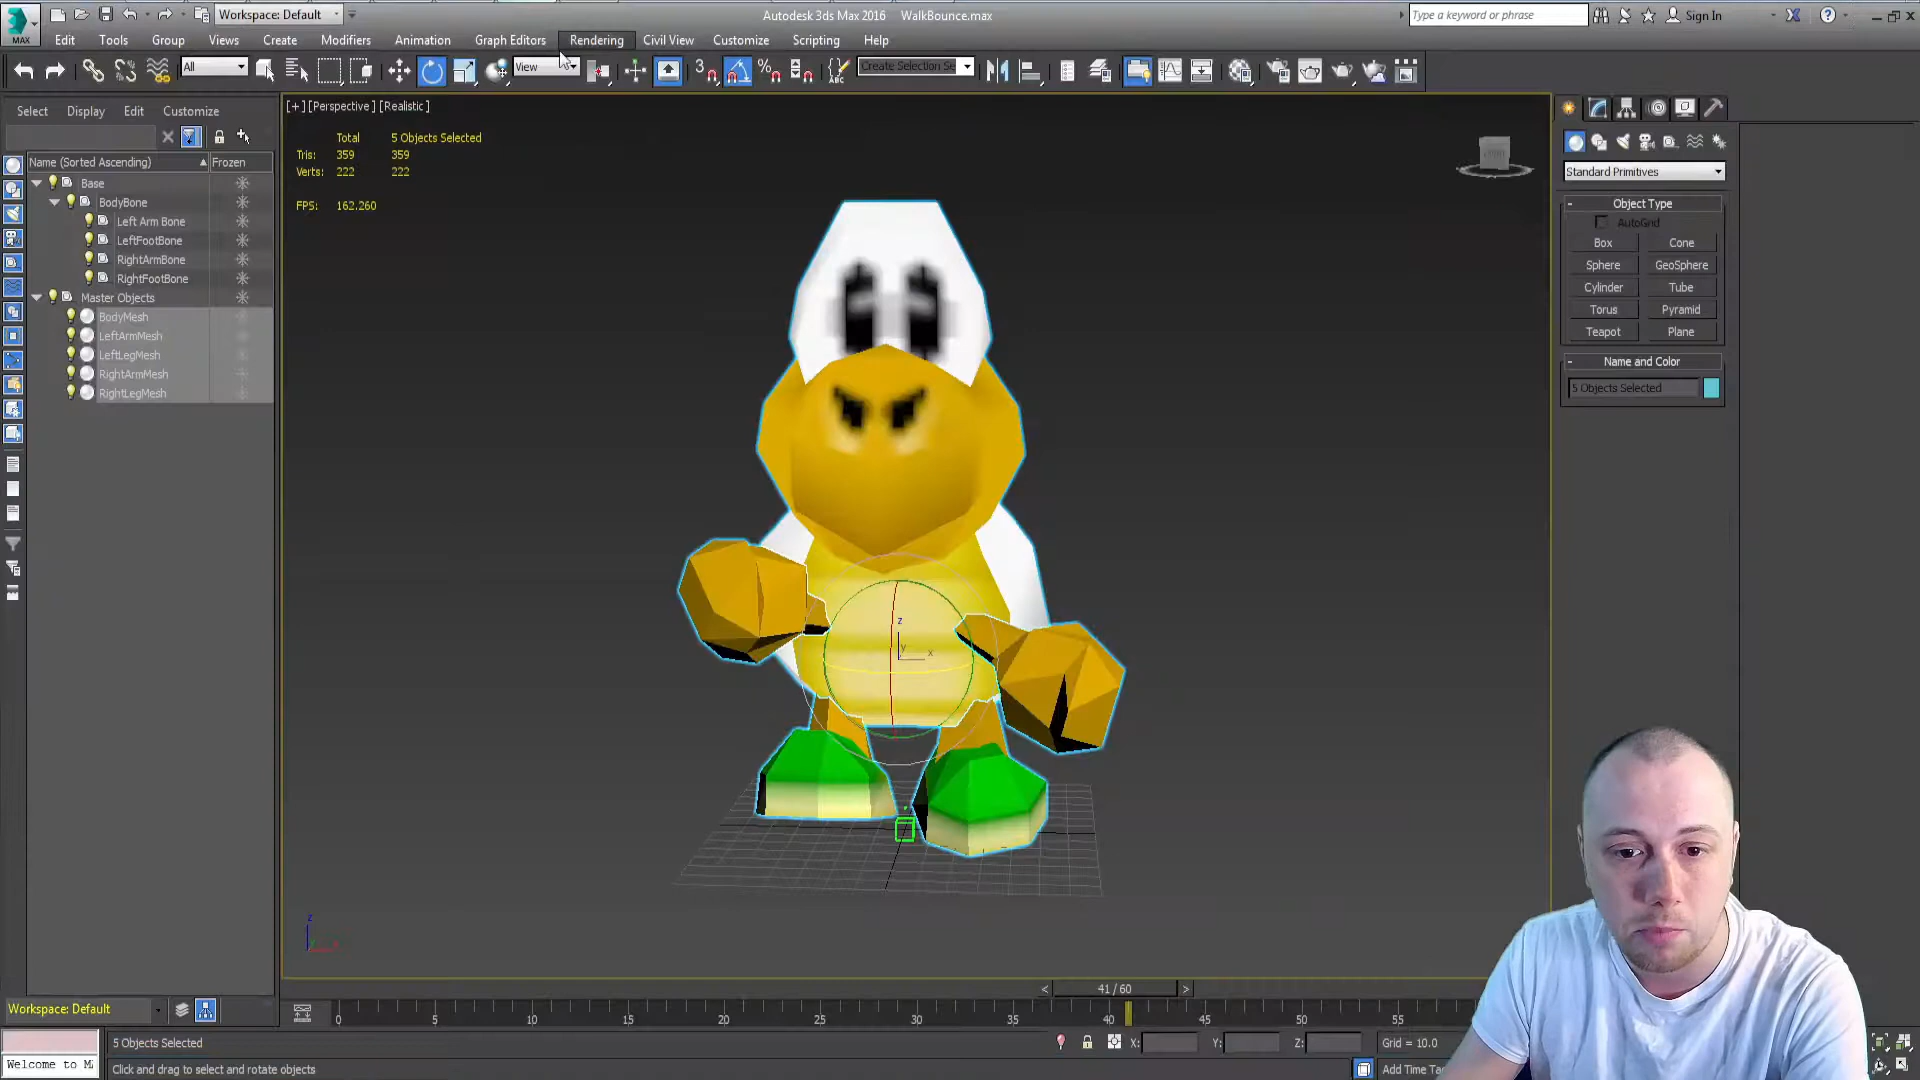 Workspace: Default
Autodesk 3ds Max 2016 WalkBounce.max
Type a keyword or phrase
Sign In
MAX
Edit Tools Group Views Create Modifiers Animation Graph Editors Rendering Civil View Customize Scripting Help
All
View
3
Create Selection Se
Select Display Edit Customize
Name (Sorted Ascending) Frozen
Base
BodyBone
Left Arm Bone
LeftFootBone
RightArmBone
RightFootBone
Master Objects
BodyMesh
LeftArmMesh
LeftLegMesh
RightArmMesh
RightLegMesh
[+] [Perspective] [Realistic]
Total 5 Objects Selected
Tris: 359 359
Verts: 222 222
FPS: 162.260
z
y
x
z
Standard Primitives
- Object Type
AutoGrid
Box Cone
Sphere GeoSphere
Cylinder Tube
Torus Pyramid
Teapot Plane
- Name and Color
5 Objects Selected
< 41 / 60 >
Workspace: Default
0 5 10 15 20 25 30 35 40 45 50 55
5 Objects Selected
X: Y: Z: Grid = 10.0
Welcome to M
Click and drag to select and rotate objects
Add Time Tag